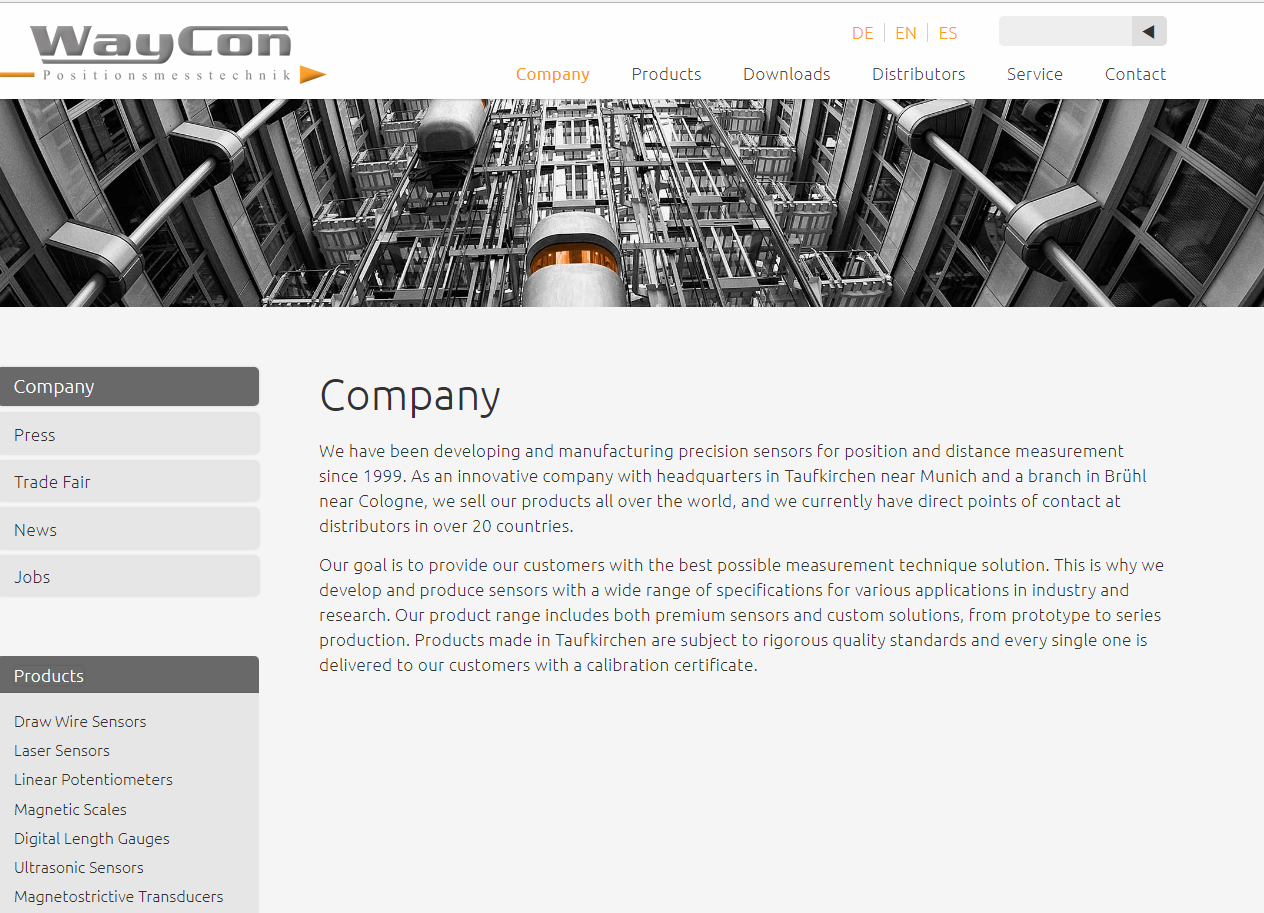 WayCon
Positionsmesstechnik
DE EN ES
Company Products Downloads Distributors Service Contact
Company
Press
Trade Fair
News
Jobs
Products
Draw Wire Sensors
Laser Sensors
Linear Potentiometers
Magnetic Scales
Digital Length Gauges
Ultrasonic Sensors
Magnetostrictive Transducers
Company
We have been developing and manufacturing precision sensors for position and distance measurement
since 1999. As an innovative company with headquarters in Taufkirchen near Munich and a branch in Brühl
near Cologne, we sell our products all over the world, and we currently have direct points of contact at
distributors in over 20 countries.
Our goal is to provide our customers with the best possible measurement technique solution. This is why we
develop and produce sensors with a wide range of specifications for various applications in industry and
research. Our product range includes both premium sensors and custom solutions, from prototype to series
production. Products made in Taufkirchen are subject to rigorous quality standards and every single one is
delivered to our customers with a calibration certificate.